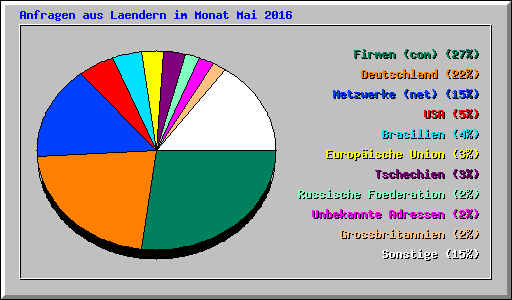 Anfragen aus Laendern im Monat Mai 2016
Firmen (com) (27%)
Deutschland (22%)
Netzwerke (net) (15%)
USA (5%)
Brasilien (4%)
Europäische Union (3%)
Tschechien (3%)
Russische Foederation (2%)
Unbekannte Adressen (2%)
Grossbritannien (2%)
Sonstige (15%)